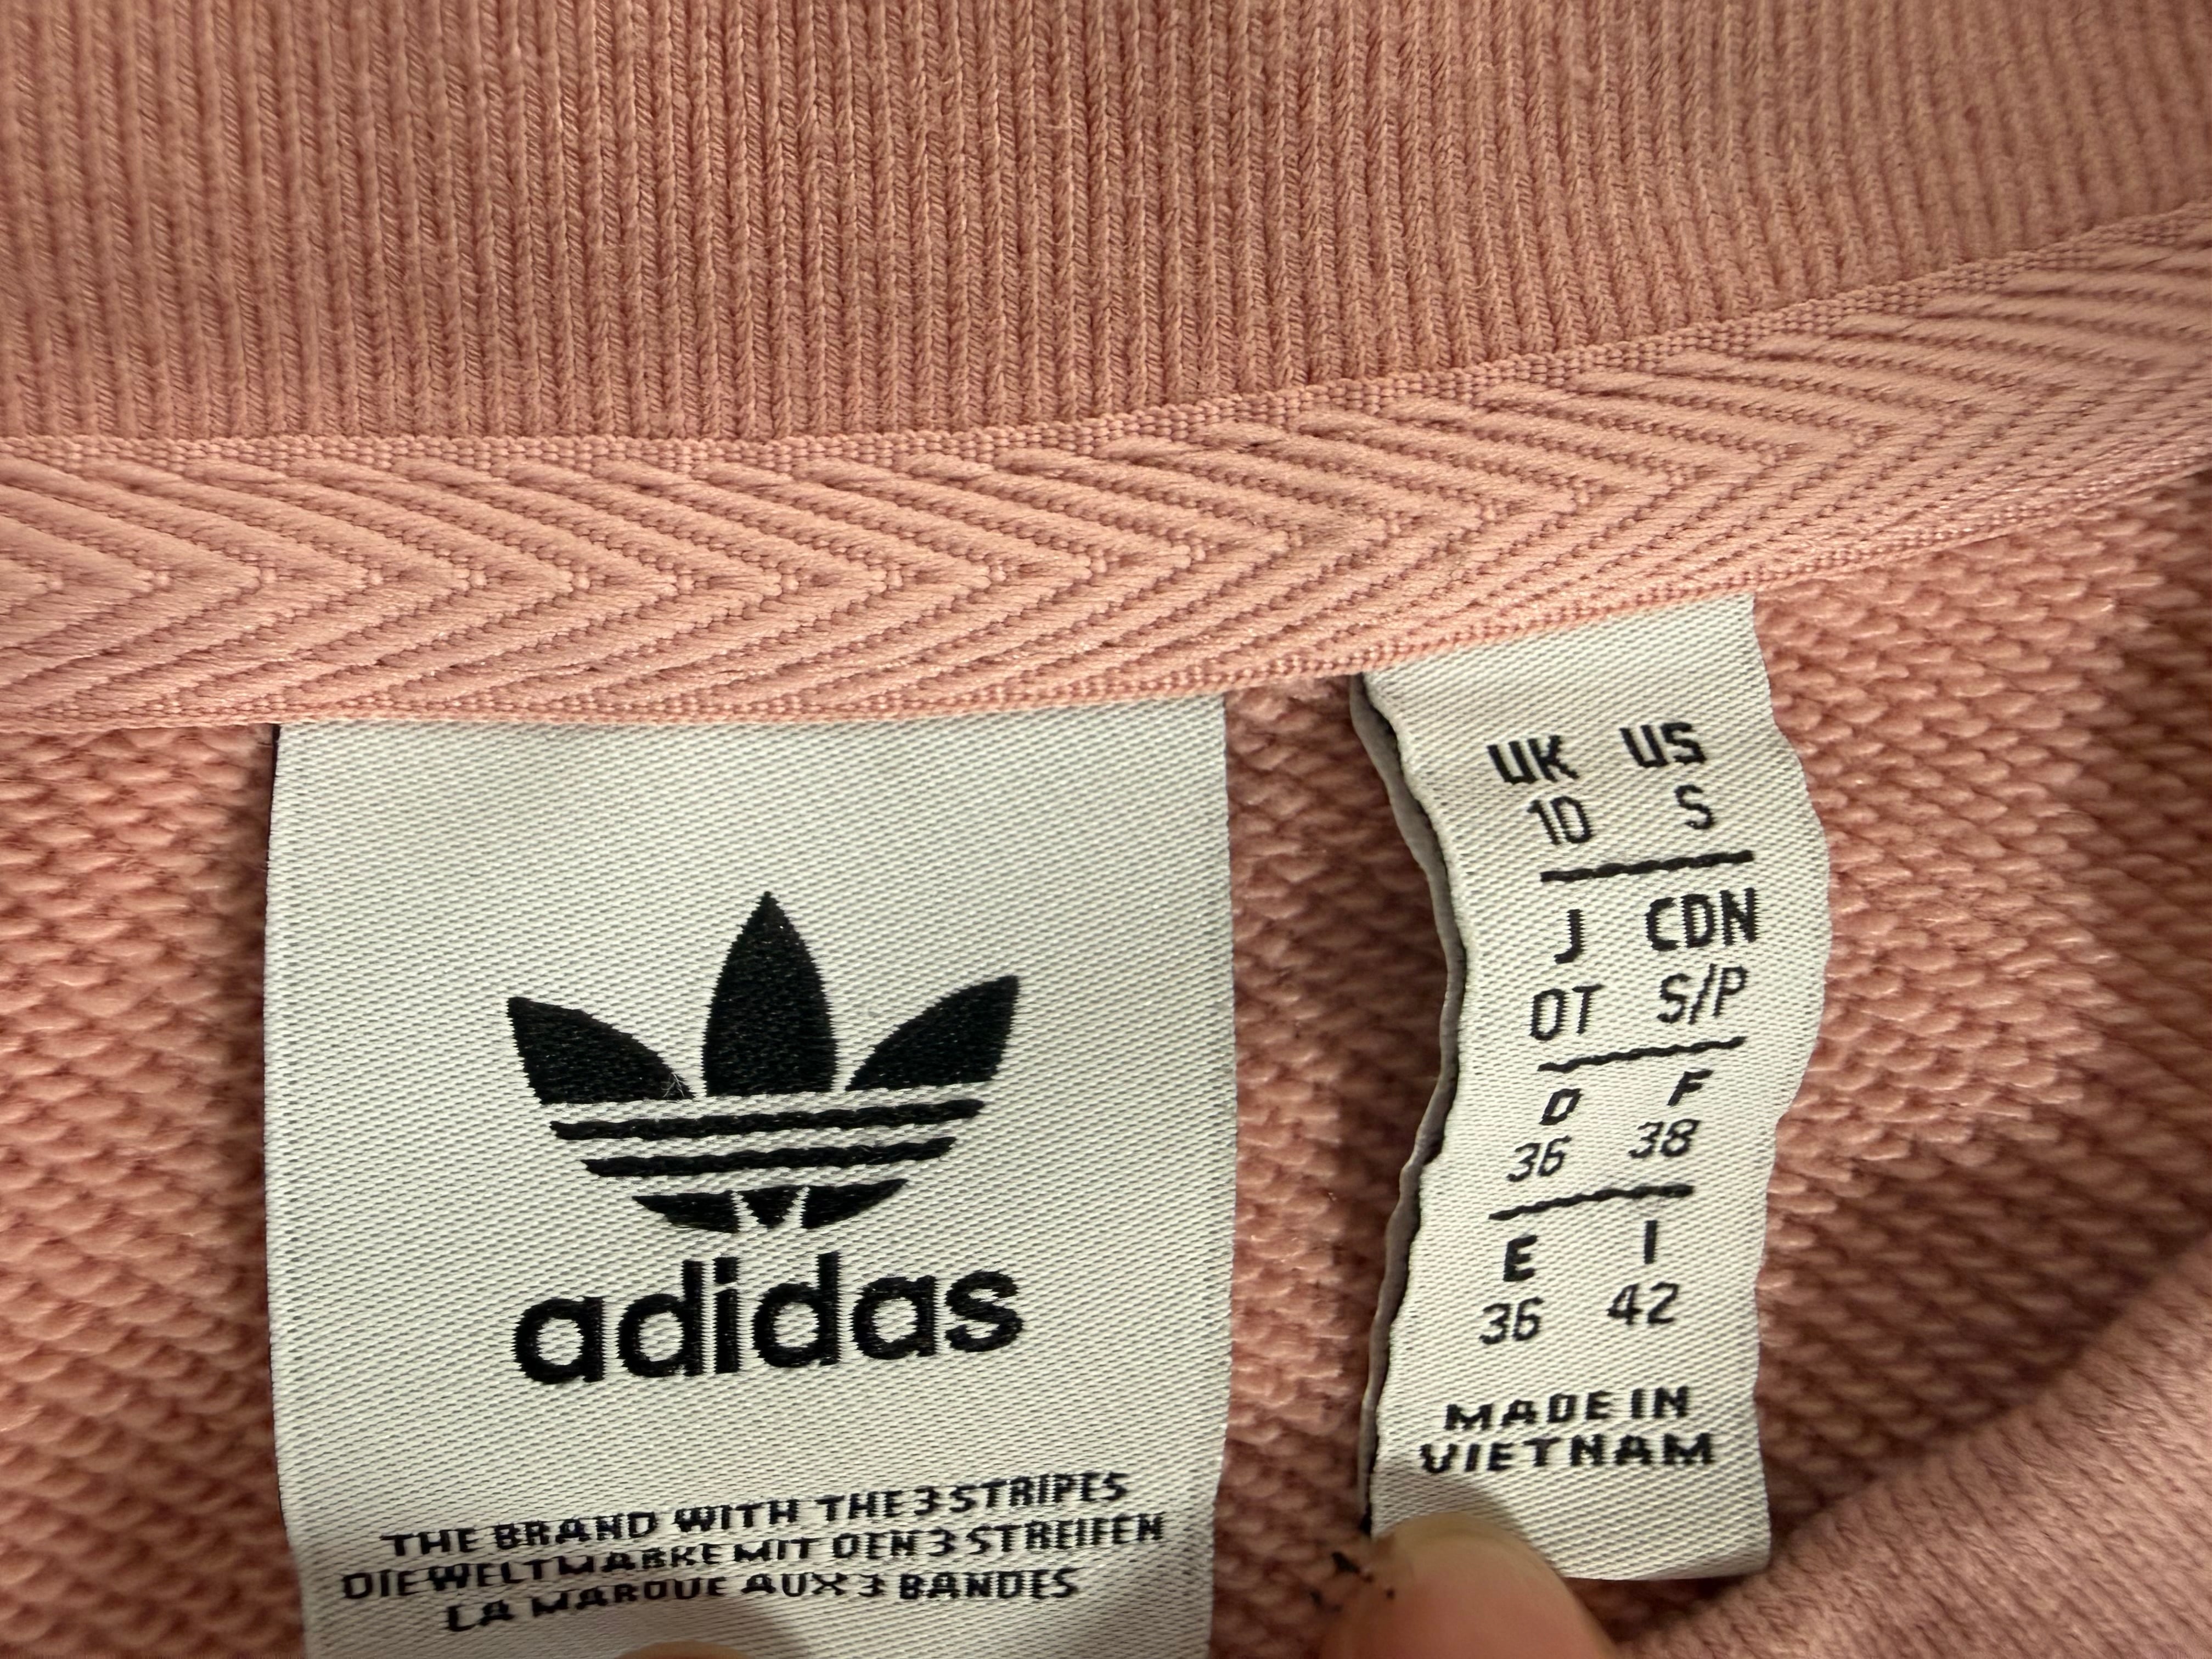 adidas
THE BRAND WITH THE 3 STRIPES
DIE WELTMARKE MIT DEN 3 STREIFEN
LA MARQUE AUX 3 BANDES
UK US
10 S
J CDN
OT S/P
D F
36 38
E I
36 42
MADE IN
VIETNAM